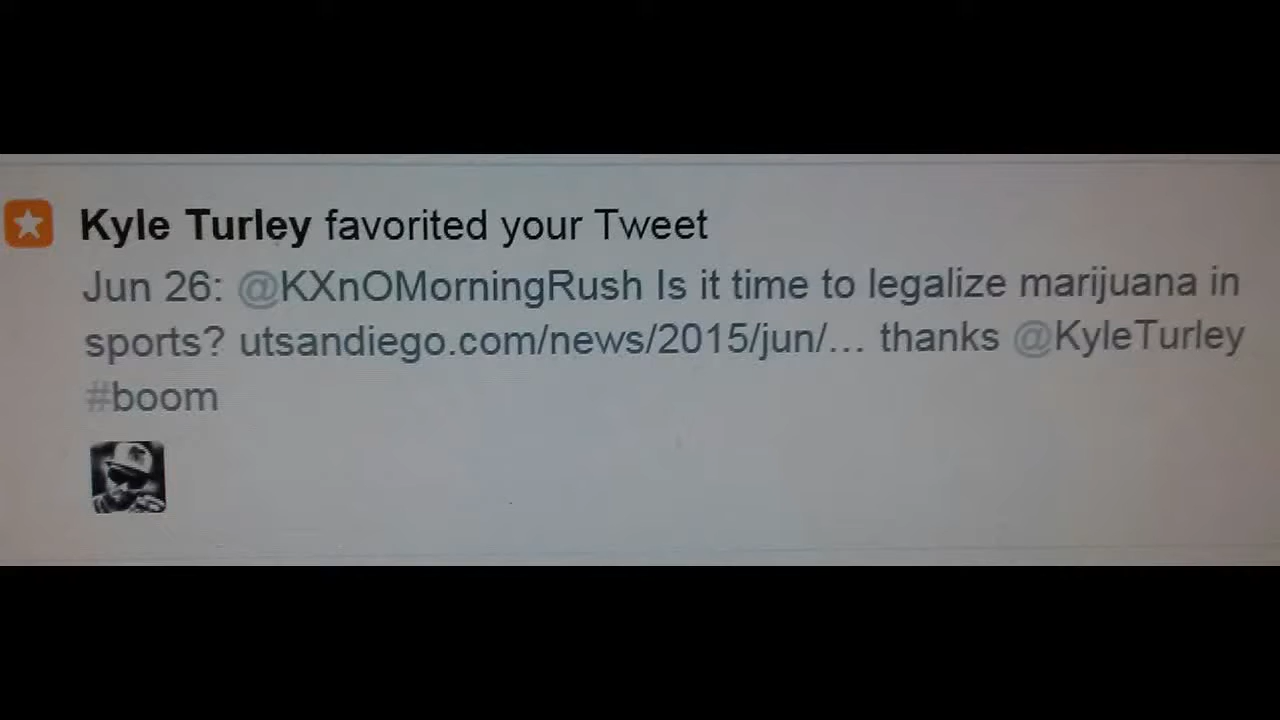 Kyle Turley favorited your Tweet
Jun 26: @KXnOMorningRush Is it time to legalize marijuana in
sports? utsandiego.com/news/2015/jun/... thanks @KyleTurley
#boom